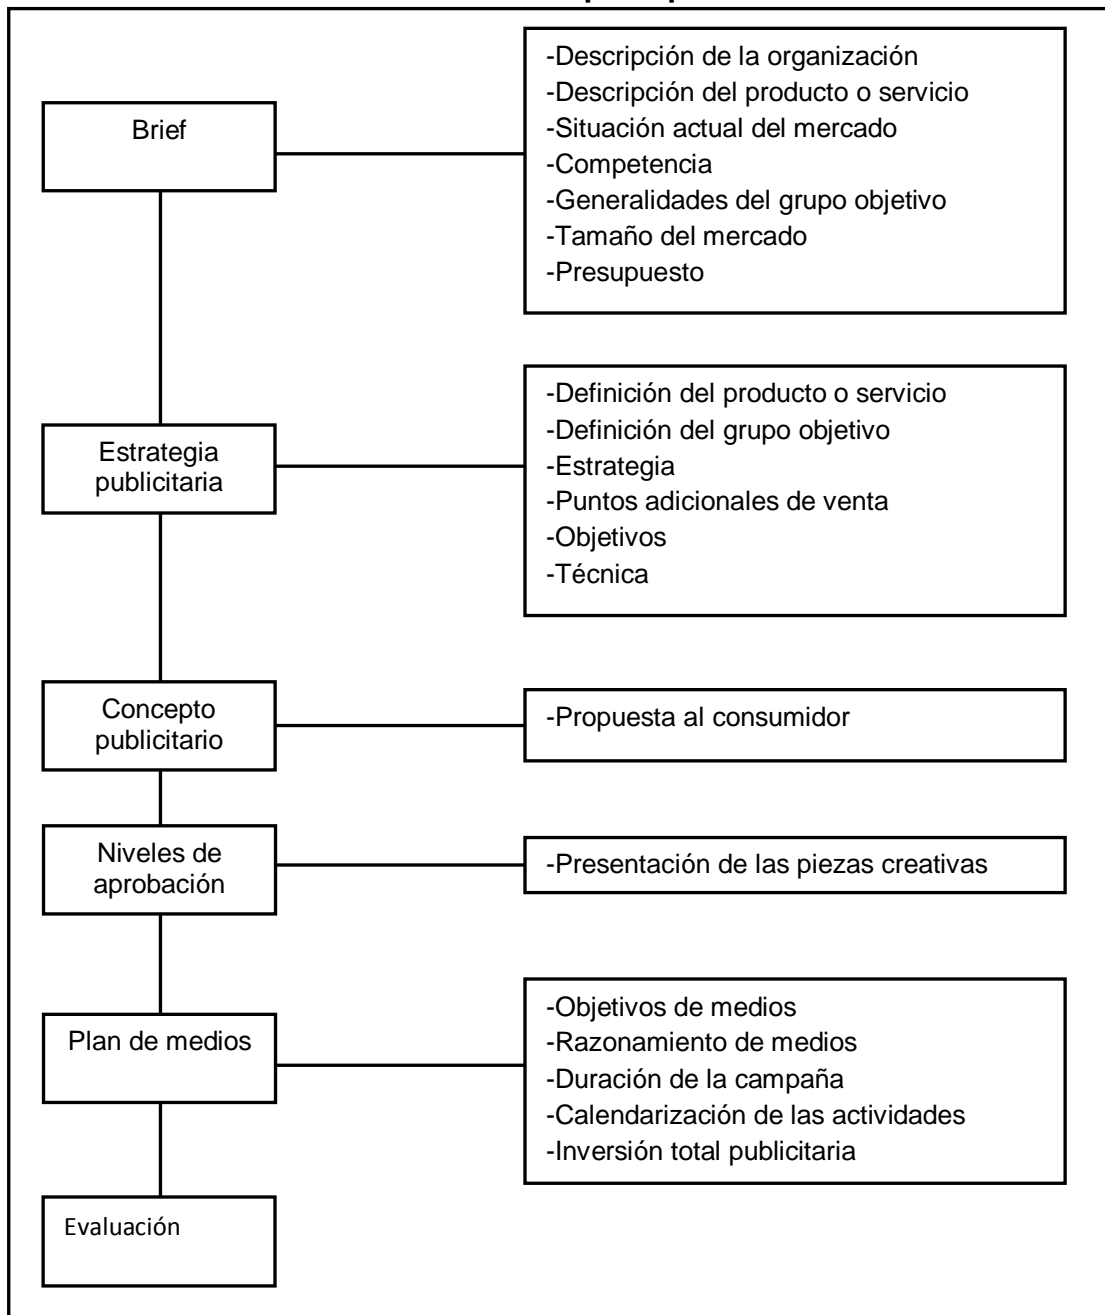 Brief
-Descripción de la organización
-Descripción del producto o servicio
-Situación actual del mercado
-Competencia
-Generalidades del grupo objetivo
-Tamaño del mercado
-Presupuesto
Estrategia
publicitaria
-Definición del producto o servicio
-Definición del grupo objetivo
-Estrategia
-Puntos adicionales de venta
-Objetivos
-Técnica
Concepto
publicitario
-Propuesta al consumidor
Niveles de
aprobación
-Presentación de las piezas creativas
Plan de medios
-Objetivos de medios
-Razonamiento de medios
-Duración de la campaña
-Calendarización de las actividades
-Inversión total publicitaria
Evaluación